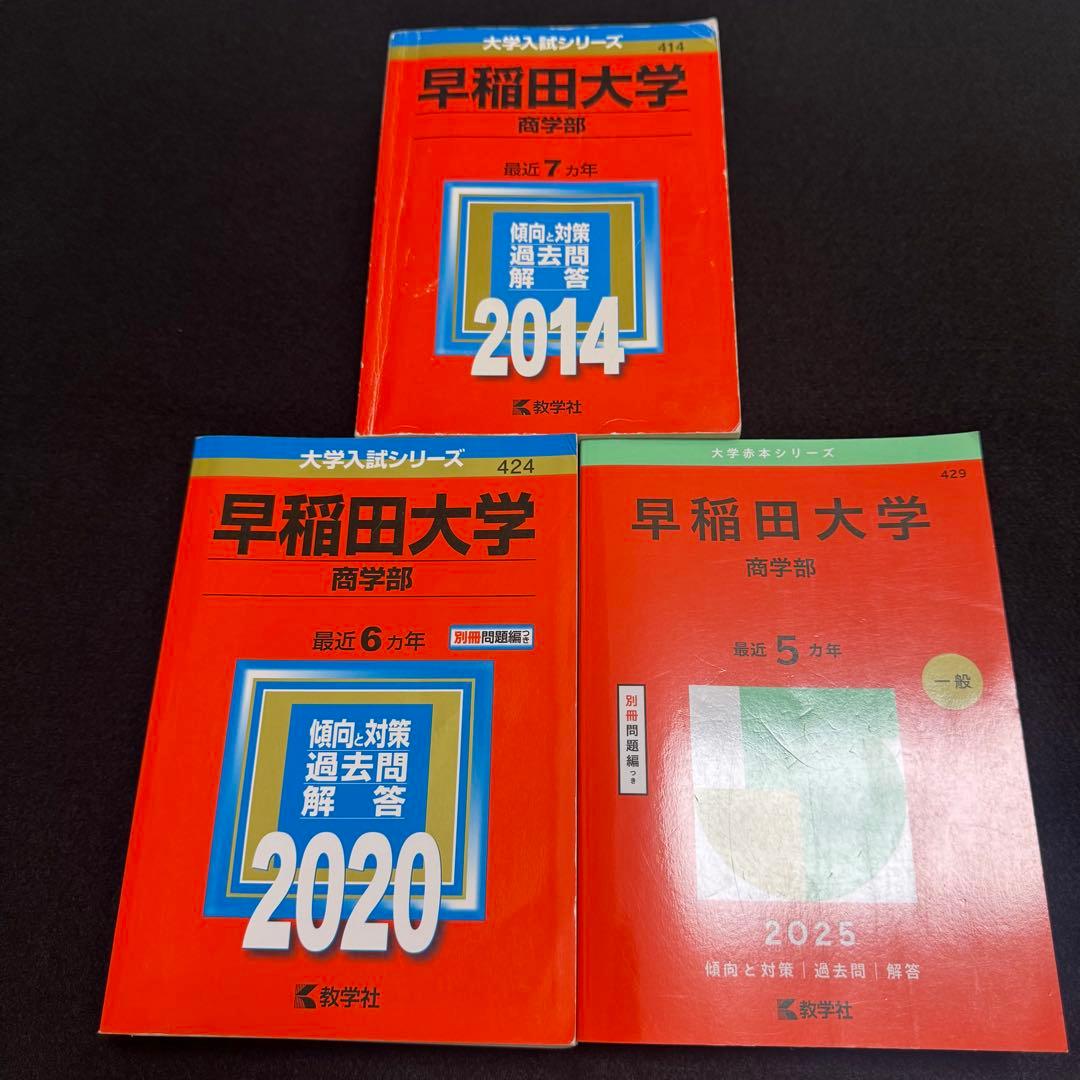 大学入試シリーズ
414
早稲田大学
商学部
最近7ヵ年
傾向と対策
過去問
解答
2014
教学社
大学入試シリーズ
424
早稲田大学
商学部
最近6ヵ年
別冊問題編つき
傾向と対策
過去問
解答
2020
教学社
大学赤本シリーズ
429
早稲田大学
商学部
最近5ヵ年
一般
別冊問題編つき
2025
傾向と対策|過去問|解答
教学社